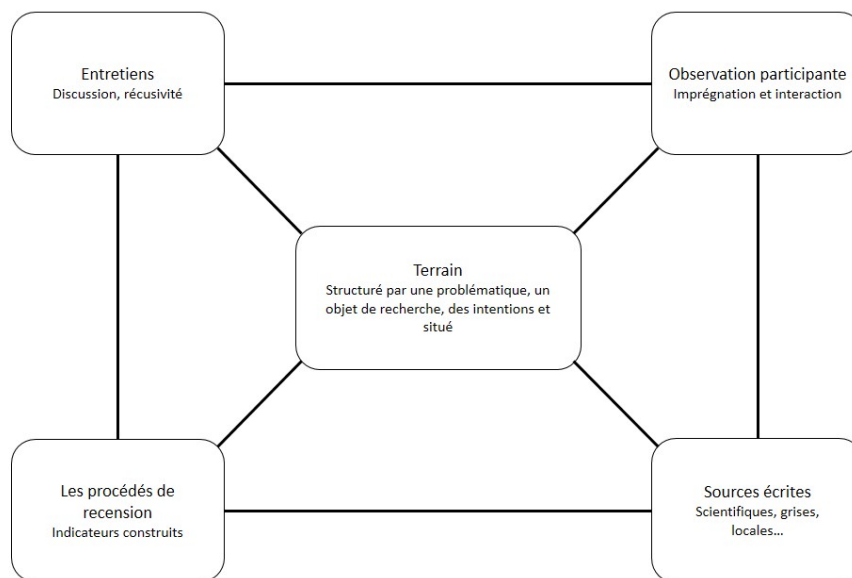 Entretiens
Discussion, récusivité
Observation participante
Imprégnation et interaction
Terrain
Structuré par une problématique, un
objet de recherche, des intentions et
situé
Les procédés de
recension
Indicateurs construits
Sources écrites
Scientifiques, grises,
locales…